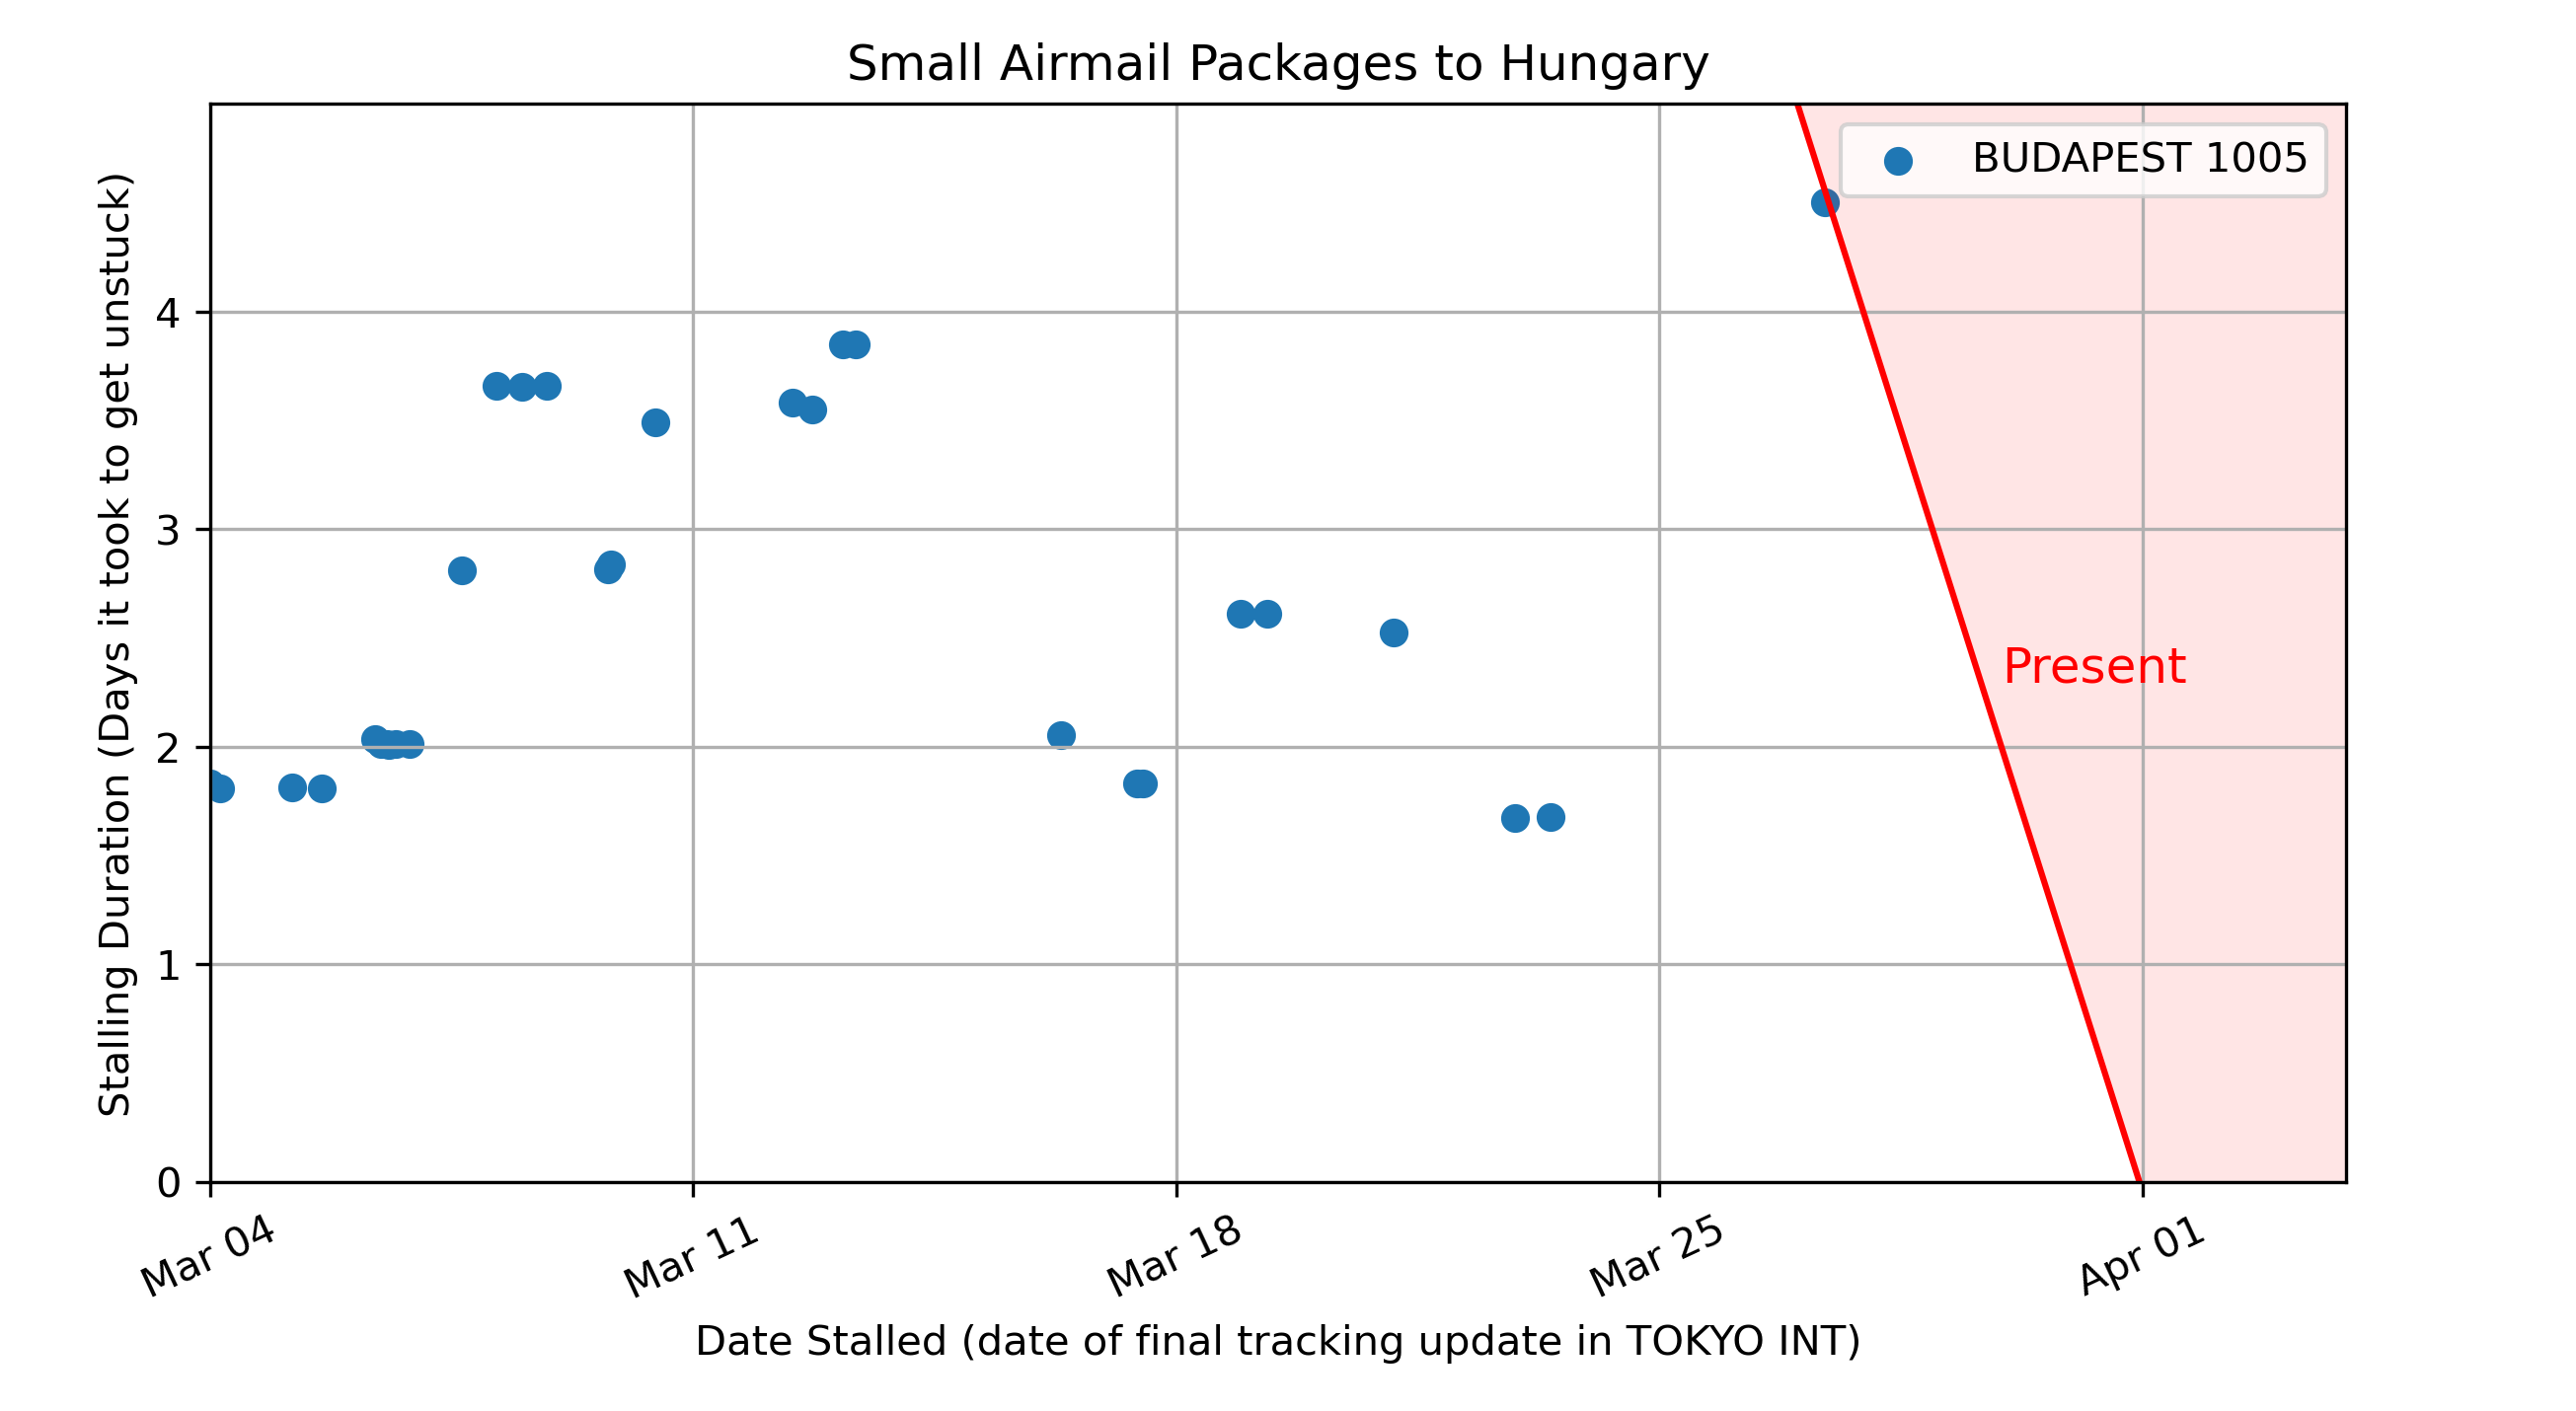 Small Airmail Packages to Hungary
BUDAPEST 1005
Stalling Duration (Days it took to get unstuck)
4
3
2
1
0
Present
Mar 04
Mar 11
Mar 18
Mar 25
Apr 01
Date Stalled (date of final tracking update in TOKYO INT)